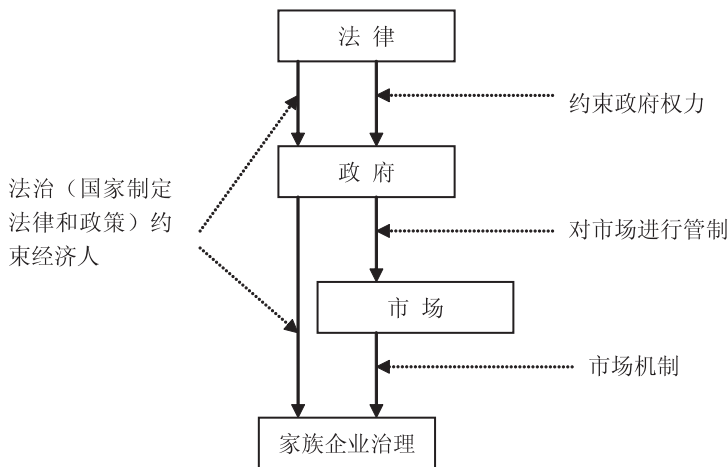 法 律
约束政府权力
政 府
法治（国家制定
法律和政策）约
束经济人
对市场进行管制
市 场
市场机制
家族企业治理